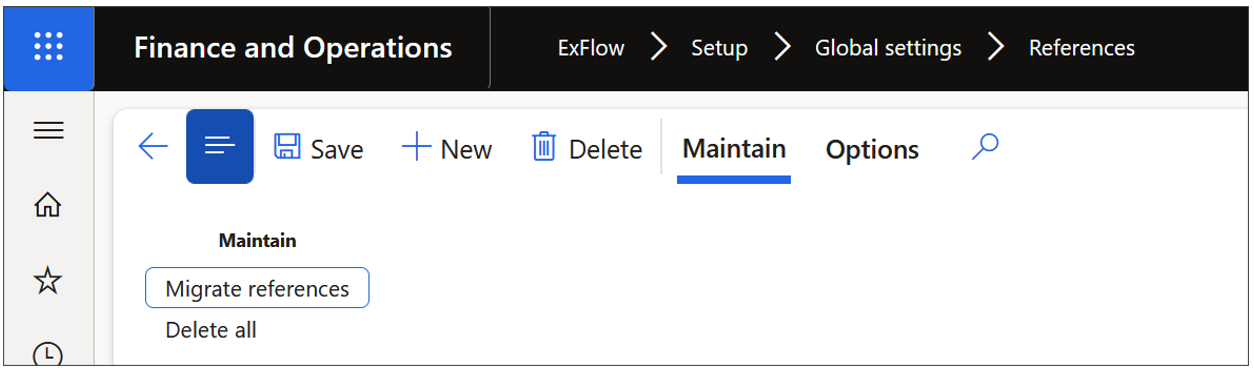 Finance and Operations ExFlow Setup Global settings References
Save New Delete Maintain Options
Maintain
Migrate references
Delete all